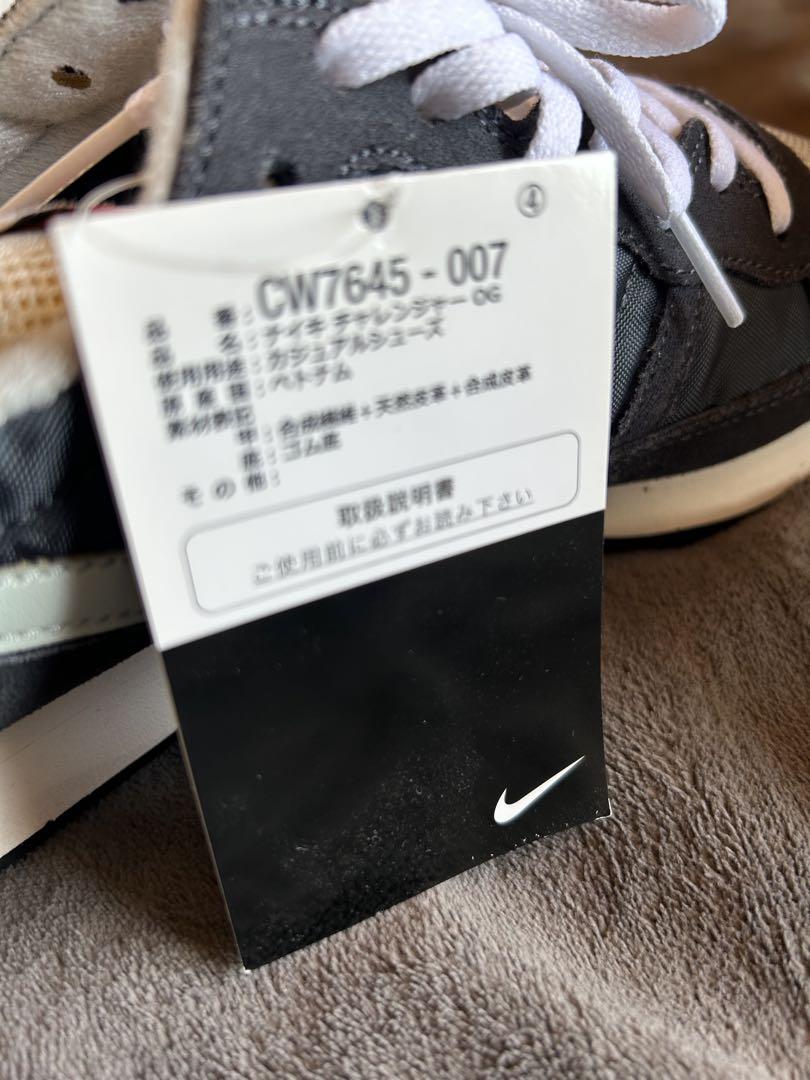 ④
品 番 : CW7645 - 007
品 名 : ナイキ チャレンジャー OG
使用用途 : カジュアルシューズ
原産国 : ベトナム
素材表記
甲 : 合成繊維 + 天然皮革 + 合成皮革
底 : ゴム底
その他 :
取扱説明書
ご使用前に必ずお読み下さい